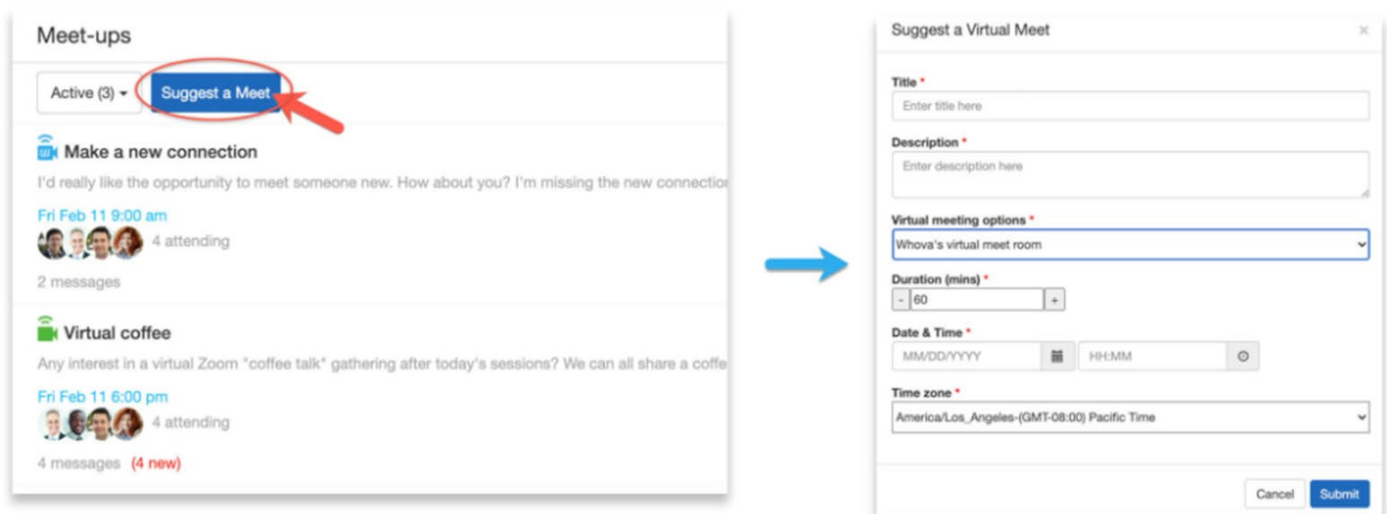 Meet-ups
Active (3)
Suggest a Meet
Make a new connection
I'd really like the opportunity to meet someone new. How about you? I'm missing the new connection
Fri Feb 11 9:00 am
4 attending
2 messages
Virtual coffee
Any interest in a virtual Zoom "coffee talk" gathering after today's sessions? We can all share a coffe
Fri Feb 11 6:00 pm
4 attending
4 messages (4 new)
Suggest a Virtual Meet ×
Title *
Enter title here
Description *
Enter description here
Virtual meeting options *
Whova's virtual meet room
Duration (mins) *
- 60 +
Date & Time *
MM/DD/YYYY HH:MM
Time zone *
America/Los_Angeles-(GMT-08:00) Pacific Time
Cancel Submit